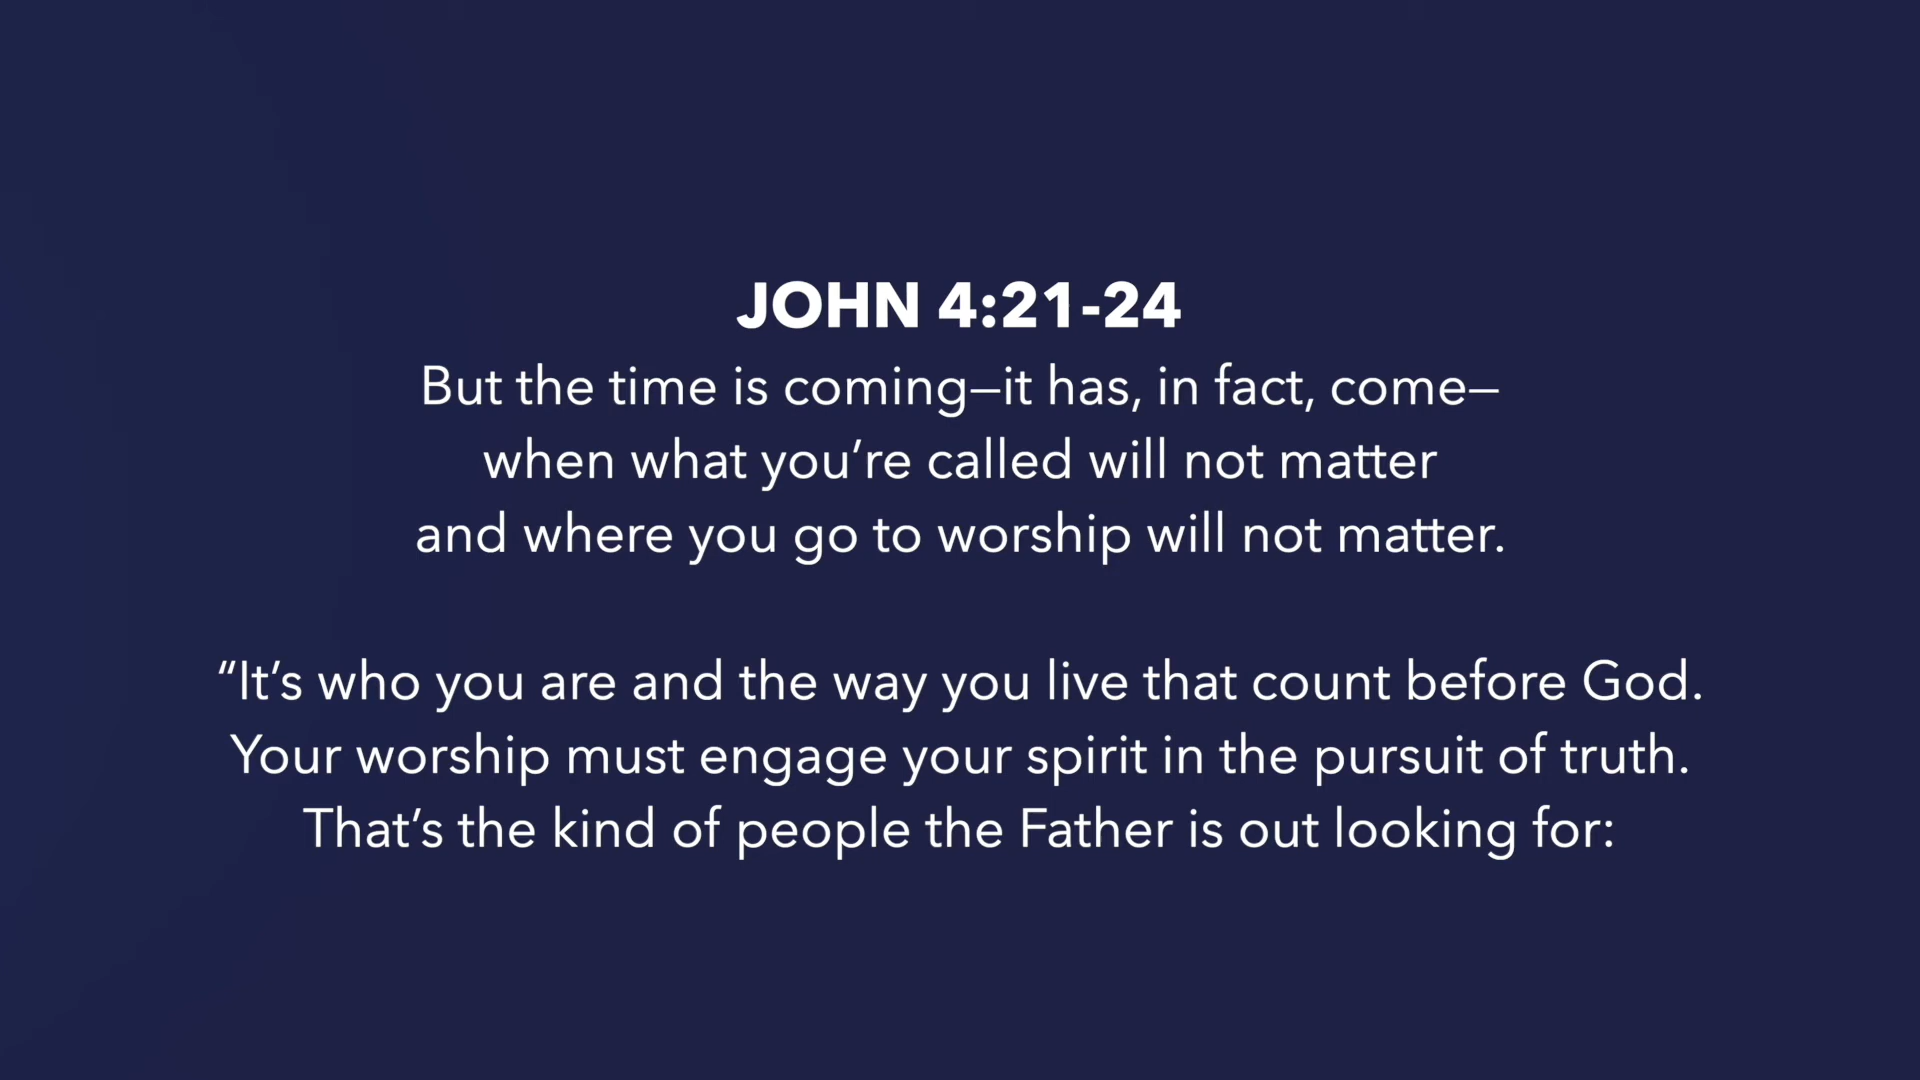 JOHN 4:21-24
But the time is coming—it has, in fact, come—
when what you’re called will not matter
and where you go to worship will not matter.
“It’s who you are and the way you live that count before God.
Your worship must engage your spirit in the pursuit of truth.
That’s the kind of people the Father is out looking for: